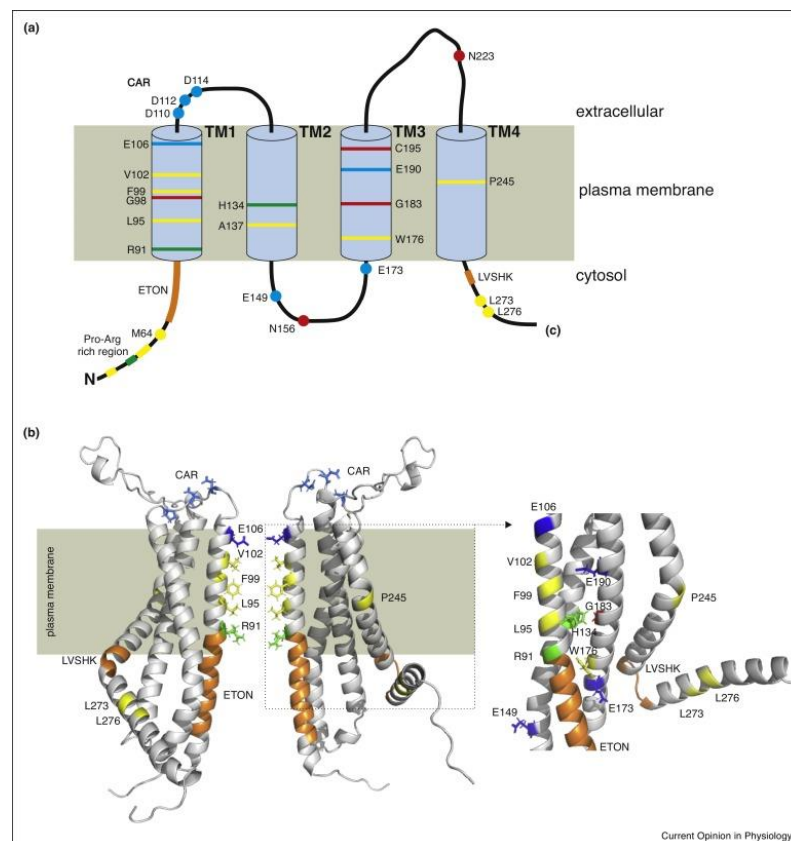 (a)
N223
D114
CAR
D112
D110
extracellular
TM1
TM2
TM3
TM4
E106
C195
V102
E190
P245
plasma membrane
F99
G98
H134
G183
L95
A137
W176
R91
cytosol
ETON
E173
LVSHK
E149
L273
L276
M64
N156
(c)
Pro-Arg
rich region
N
(b)
CAR
CAR
E106
V102
F99
L95
R91
plasma membrane
P245
LVSHK
ETON
L273
L276
E106
V102
E190
F99
P245
G183
L95
H134
R91
W176
LVSHK
E149
E173
L273
L276
ETON
Current Opinion in Physiology